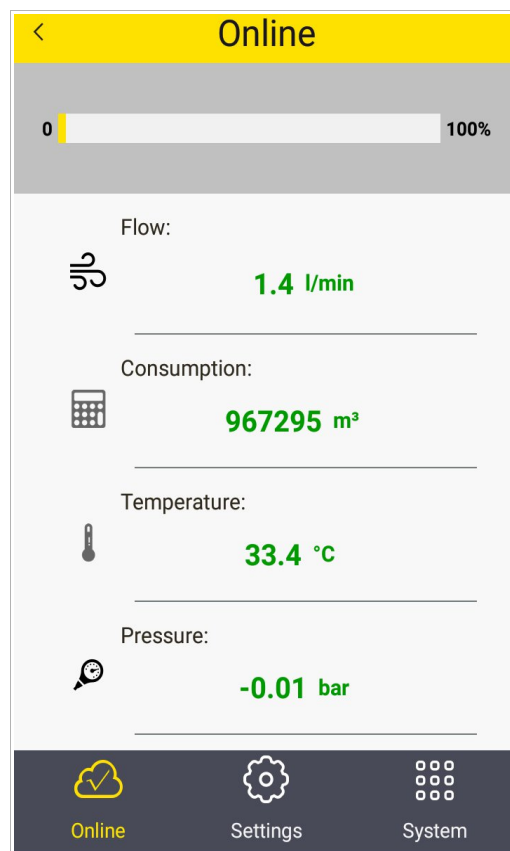 Online
0 100%
Flow:
1.4 l/min
Consumption:
967295 m³
Temperature:
33.4 °C
Pressure:
-0.01 bar
Online Settings System